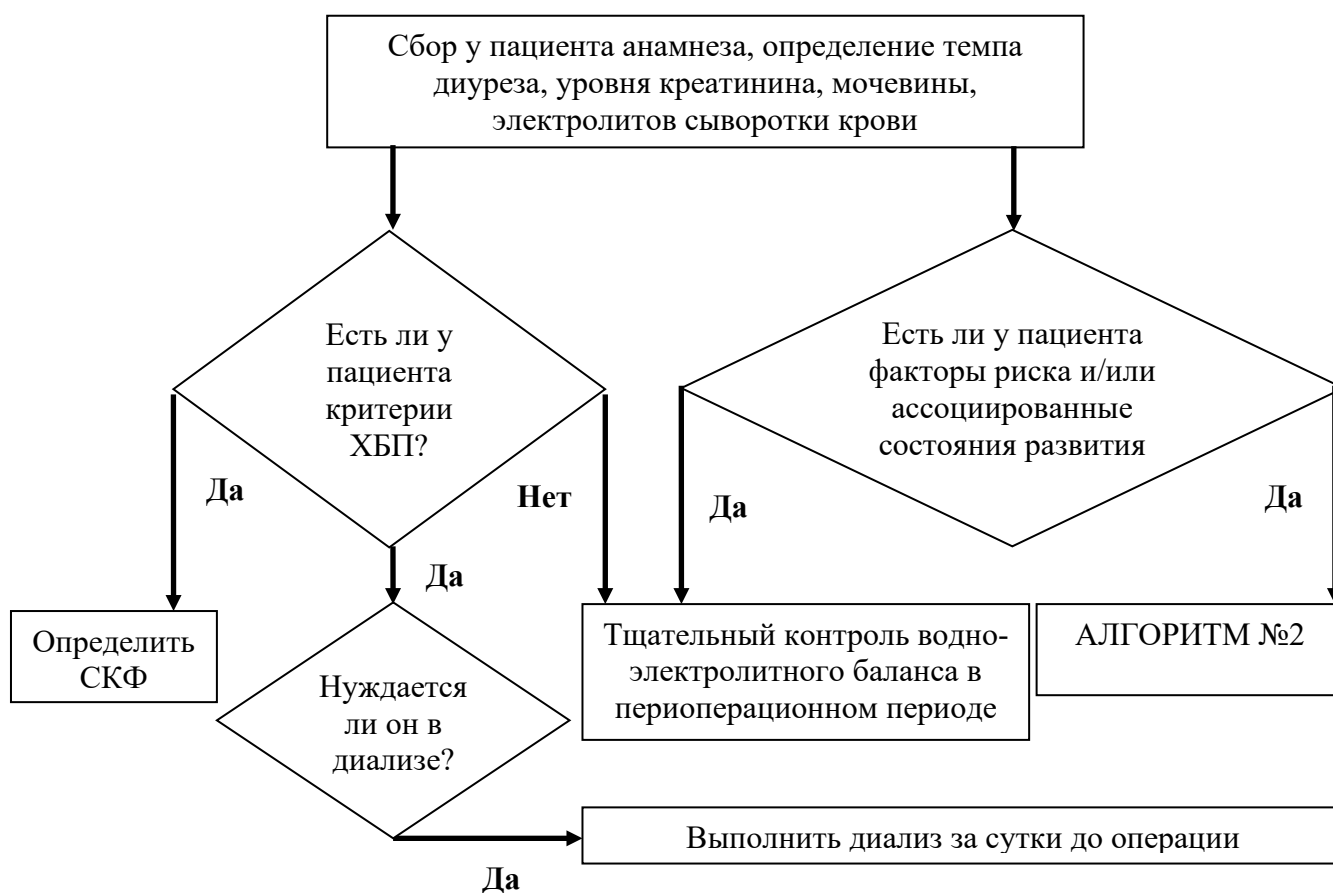 Сбор у пациента анамнеза, определение темпа
диуреза, уровня креатинина, мочевины,
электролитов сыворотки крови
Есть ли у
пациента
критерии
ХБП?
Есть ли у пациента
факторы риска и/или
ассоциированные
состояния развития
Да
Нет
Да
Да
Да
Определить
СКФ
Нуждается
ли он в
диализе?
Тщательный контроль водно-
электролитного баланса в
периоперационном периоде
АЛГОРИТМ №2
Выполнить диализ за сутки до операции
Да